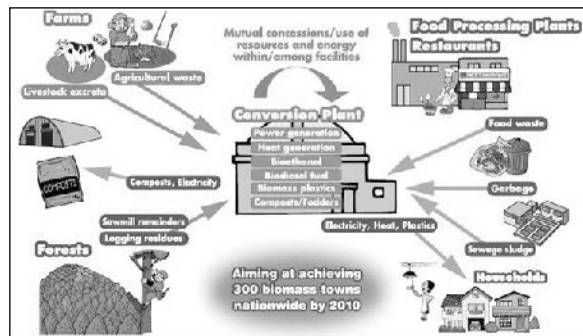 Farms
Agricultural waste
Livestock excrata
Mutual concessions/use of
resources and energy
within/among facilities
Food Processing Plants
Restaurants
Conversion Plant
Power generation
Heat generation
Bioethanol
Biodiesel fuel
Biomass plastics
Composts/Fodders
Food waste
Garbage
Sewage sludge
COMPOSTS
Composts, Electricity
Sawmill remainders
Logging residues
Forests
Electricity, Heat, Plastics
Households
Aiming at achieving
300 biomass towns
nationwide by 2010